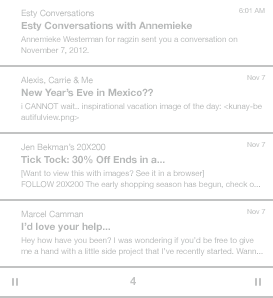 Esty Conversations 6:01 AM
Esty Conversations with Annemieke
Annemieke Westerman for ragzin sent you a conversation on
November 7, 2012.
Alexis, Carrie & Me Nov 7
New Year's Eve in Mexico??
i CANNOT wait.. inspirational vacation image of the day: <kunay-be
autifulview.png>
Jen Bekman's 20X200 Nov 7
Tick Tock: 30% Off Ends in a...
[Want to view this with images? See it in a browser]
FOLLOW 20X200 The early shopping season has begun, check o...
Marcel Camman Nov 7
I'd love your help...
Hey how have you been? I was wondering if you'd be free to give
me a hand with a little side project that I've recently started. Wann...
4